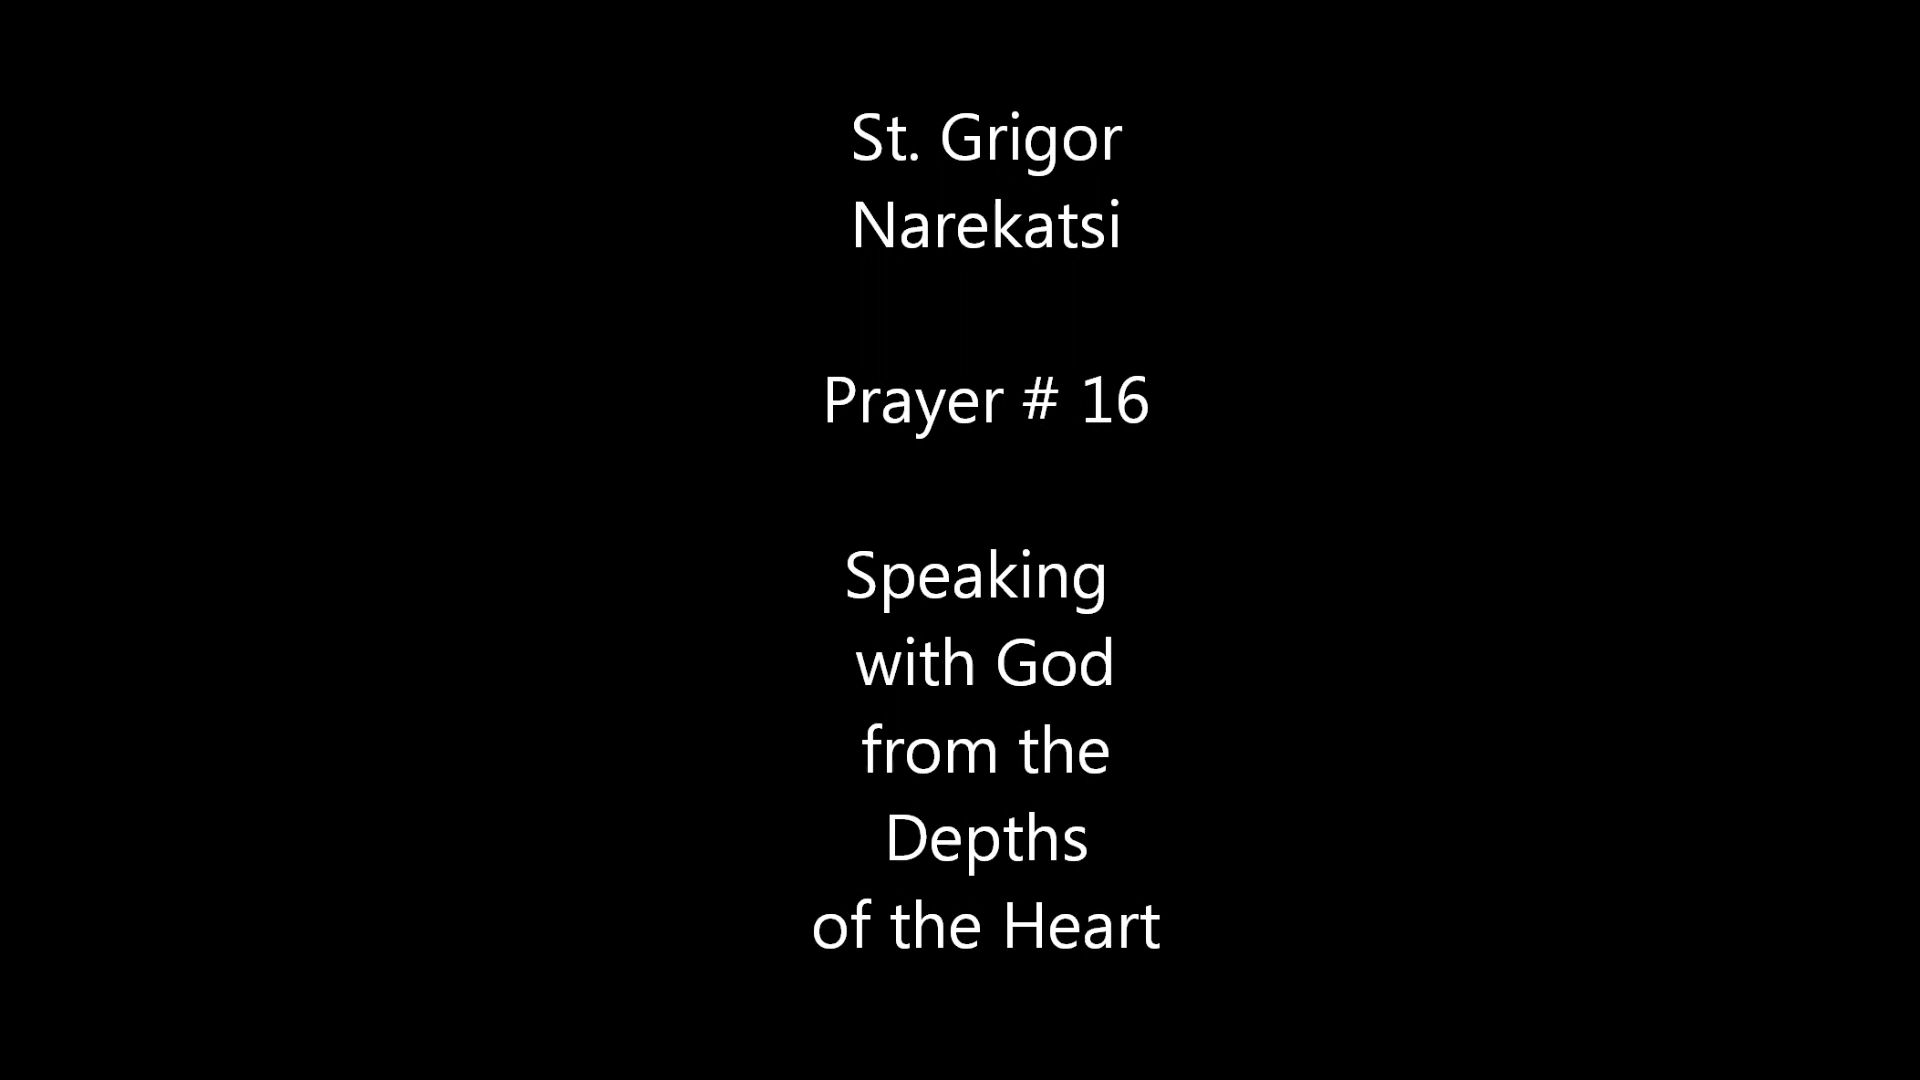 St. Grigor
Narekatsi
Prayer # 16
Speaking
with God
from the
Depths
of the Heart